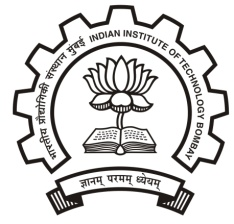 भारतीय प्रौद्योगिकी संस्थान मुंबई
INDIAN INSTITUTE OF TECHNOLOGY BOMBAY
ज्ञानम् परमम् ध्येयम्